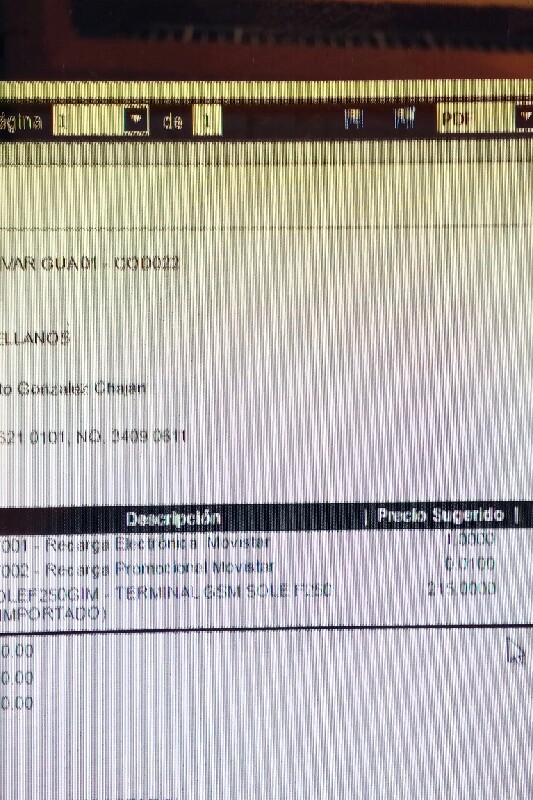 ágina 1 de 1 PDF
VAR GUA01 - COD022
ELLANOS
to Gonzalez Chajan
621 0101, NO. 3409 0611
Descripción | Precio Sugerido |
001 - Recarga Electrónica Movistar 1.0000
002 - Recarga Promocional Movistar 0.0100
OLEF250GIM - TERMINAL GSM SOLE F250 215.0000
IMPORTADO)
0.00
0.00
0.00